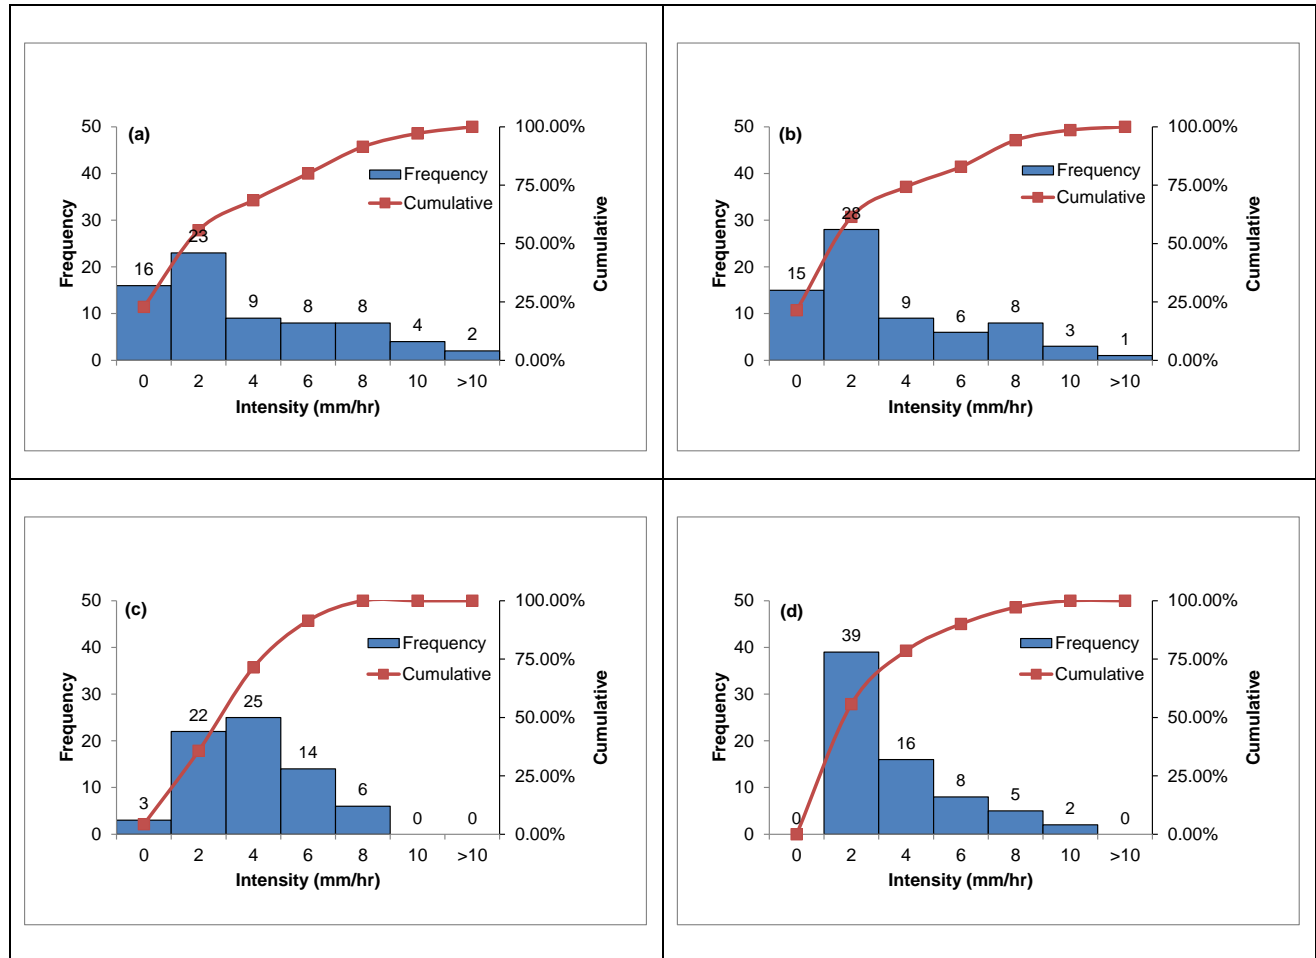 (a)
50
40
30
20
10
0
Frequency
16
23
9
8
8
4
2
Frequency
Cumulative
100.00%
75.00%
50.00%
25.00%
0.00%
Cumulative
0 2 4 6 8 10 >10
Intensity (mm/hr)
(b)
50
40
30
20
10
0
Frequency
15
28
9
6
8
3
1
Frequency
Cumulative
100.00%
75.00%
50.00%
25.00%
0.00%
Cumulative
0 2 4 6 8 10 >10
Intensity (mm/hr)
(c)
50
40
30
20
10
0
Frequency
3
22
25
14
6
0
0
Frequency
Cumulative
100.00%
75.00%
50.00%
25.00%
0.00%
Cumulative
0 2 4 6 8 10 >10
Intensity (mm/hr)
(d)
50
40
30
20
10
0
Frequency
0
39
16
8
5
2
0
Frequency
Cumulative
100.00%
75.00%
50.00%
25.00%
0.00%
Cumulative
0 2 4 6 8 10 >10
Intensity (mm/hr)